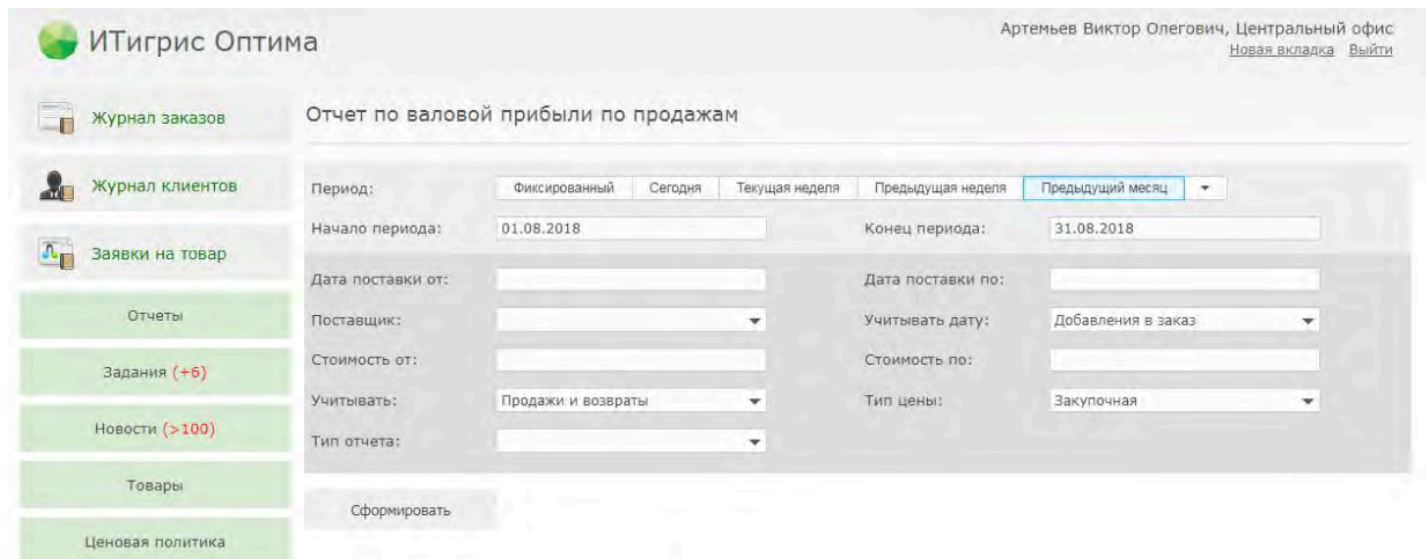 ИТигрис Оптима
Артемьев Виктор Олегович, Центральный офис
Новая вкладка Выйти
Журнал заказов
Журнал клиентов
Заявки на товар
Отчеты
Задания (+6)
Новости (>100)
Товары
Ценовая политика
Отчет по валовой прибыли по продажам
Период: Фиксированный Сегодня Текущая неделя Предыдущая неделя Предыдущий месяц
Начало периода: 01.08.2018 Конец периода: 31.08.2018
Дата поставки от: Дата поставки по:
Поставщик: Учитывать дату: Добавления в заказ
Стоимость от: Стоимость по:
Учитывать: Продажи и возвраты Тип цены: Закупочная
Тип отчета:
Сформировать